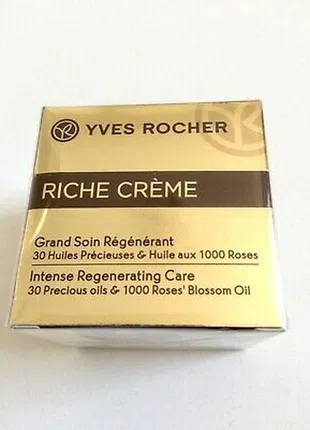 YVES ROCHER
RICHE CRÈME
Grand Soin Régénérant
30 Huiles Précieuses & Huile aux 1000 Roses
Intense Regenerating Care
30 Precious oils & 1000 Roses' Blossom Oil